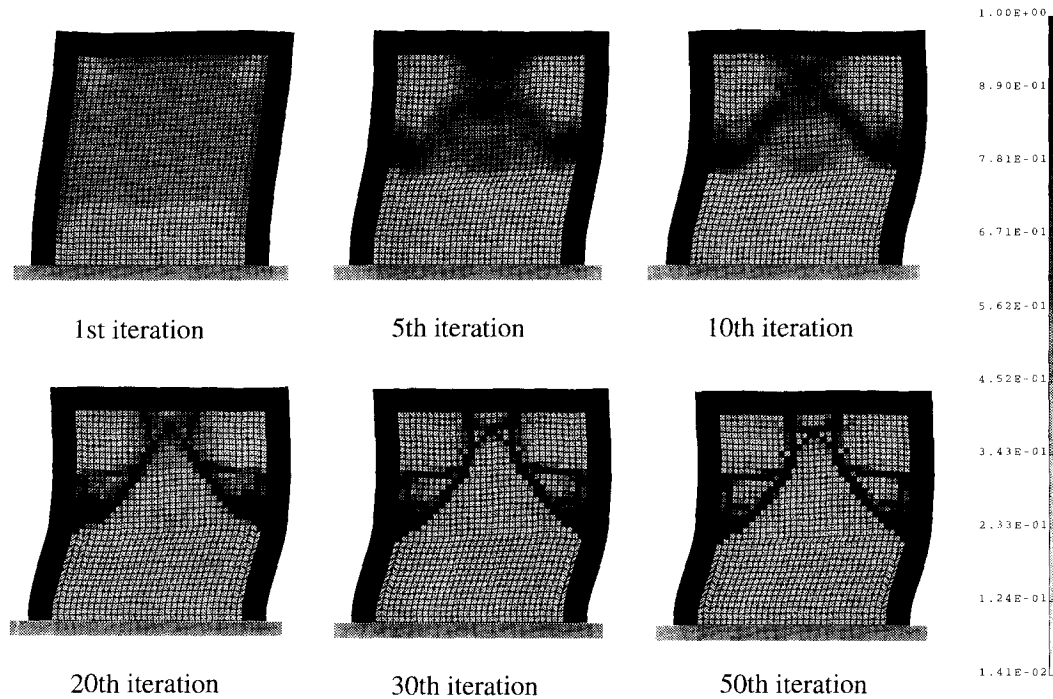 1.00E+00
8.90E-01
7.81E-01
6.71E-01
5.62E-01
4.52E-01
3.43E-01
2.33E-01
1.24E-01
1.41E-02
1st iteration
5th iteration
10th iteration
20th iteration
30th iteration
50th iteration